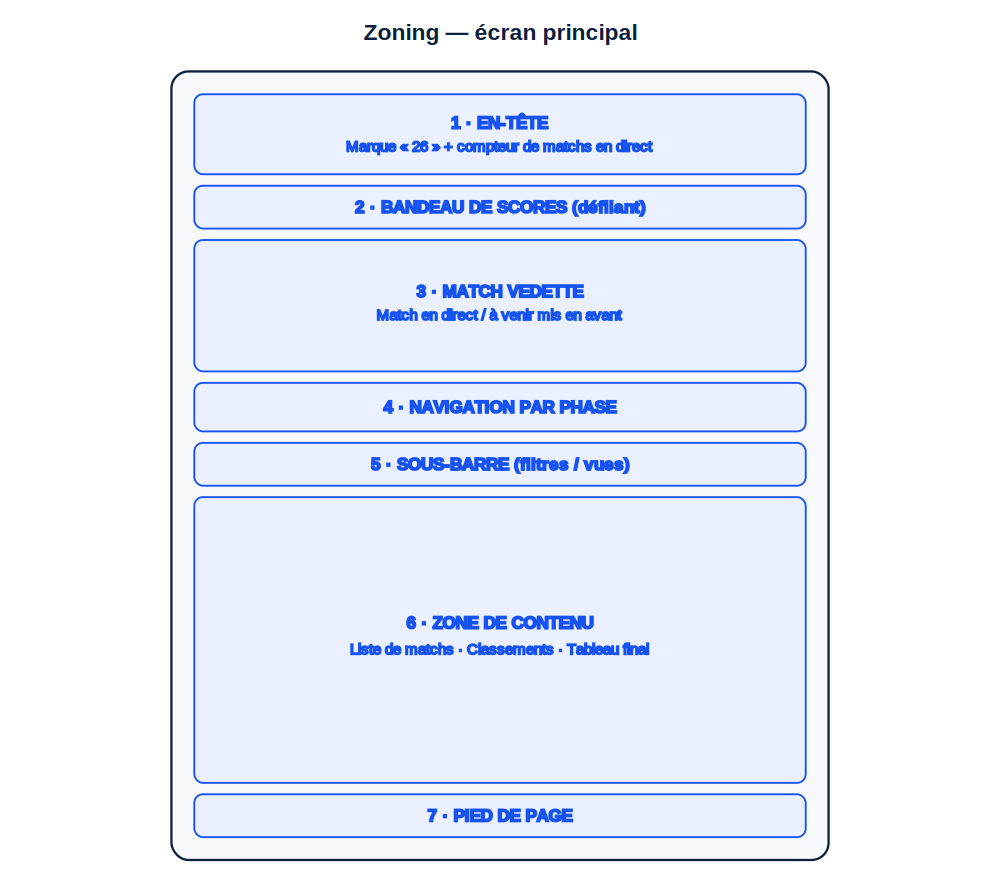 Zoning — écran principal
1 · EN-TÊTE
Marque « 26 » + compteur de matchs en direct
2 · BANDEAU DE SCORES (défilant)
3 · MATCH VEDETTE
Match en direct / à venir mis en avant
4 · NAVIGATION PAR PHASE
5 · SOUS-BARRE (filtres / vues)
6 · ZONE DE CONTENU
Liste de matchs · Classements · Tableau final
7 · PIED DE PAGE